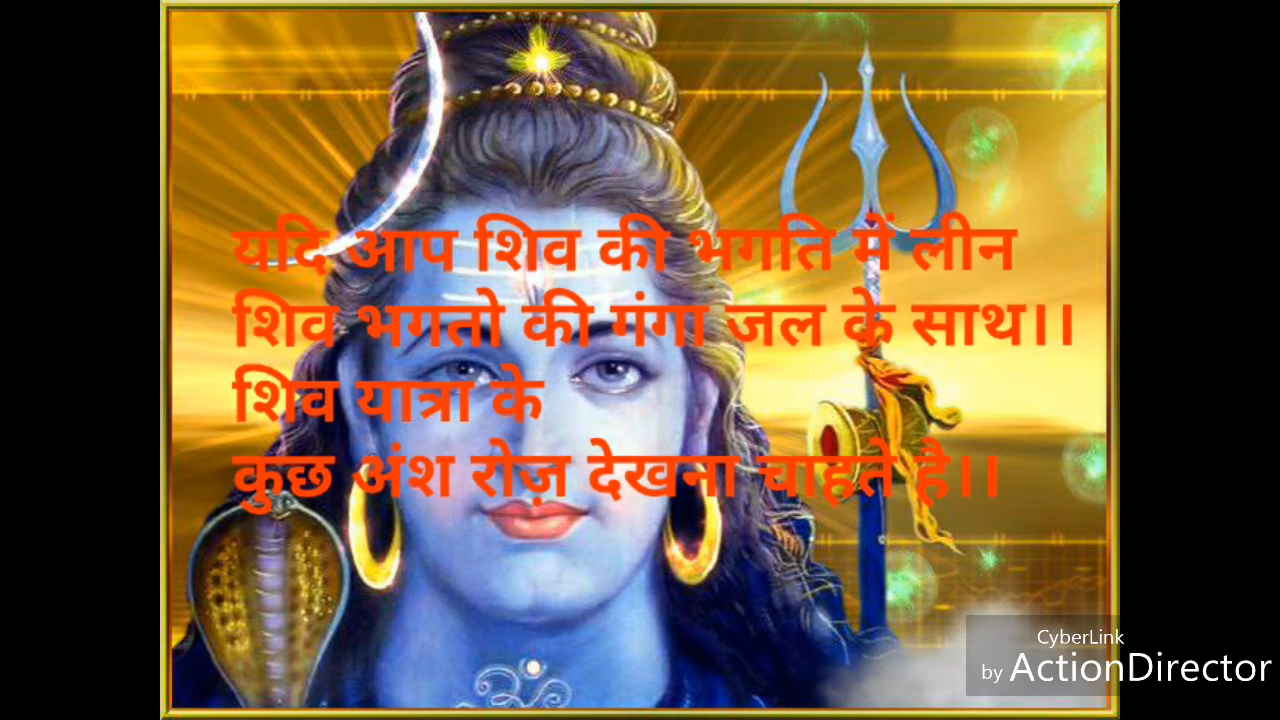 यदि आप शिव की भगति में लीन
शिव भगतो की गंगा जल के साथ।।
शिव यात्रा के
कुछ अंश रोज़ देखना चाहते है।।
CyberLink
by ActionDirector